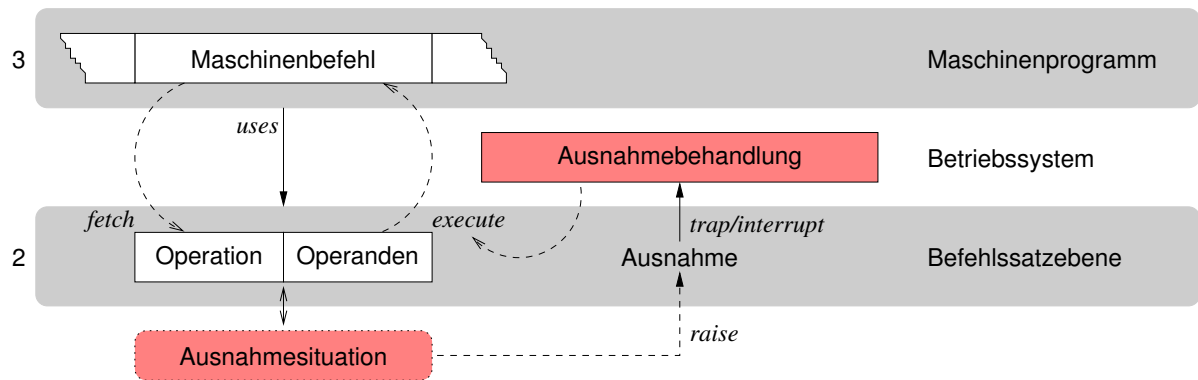 3
Maschinenbefehl
Maschinenprogramm
uses
Ausnahmebehandlung
Betriebssystem
fetch
execute
trap/interrupt
2
Operation
Operanden
Ausnahme
Befehlssatzebene
raise
Ausnahmesituation